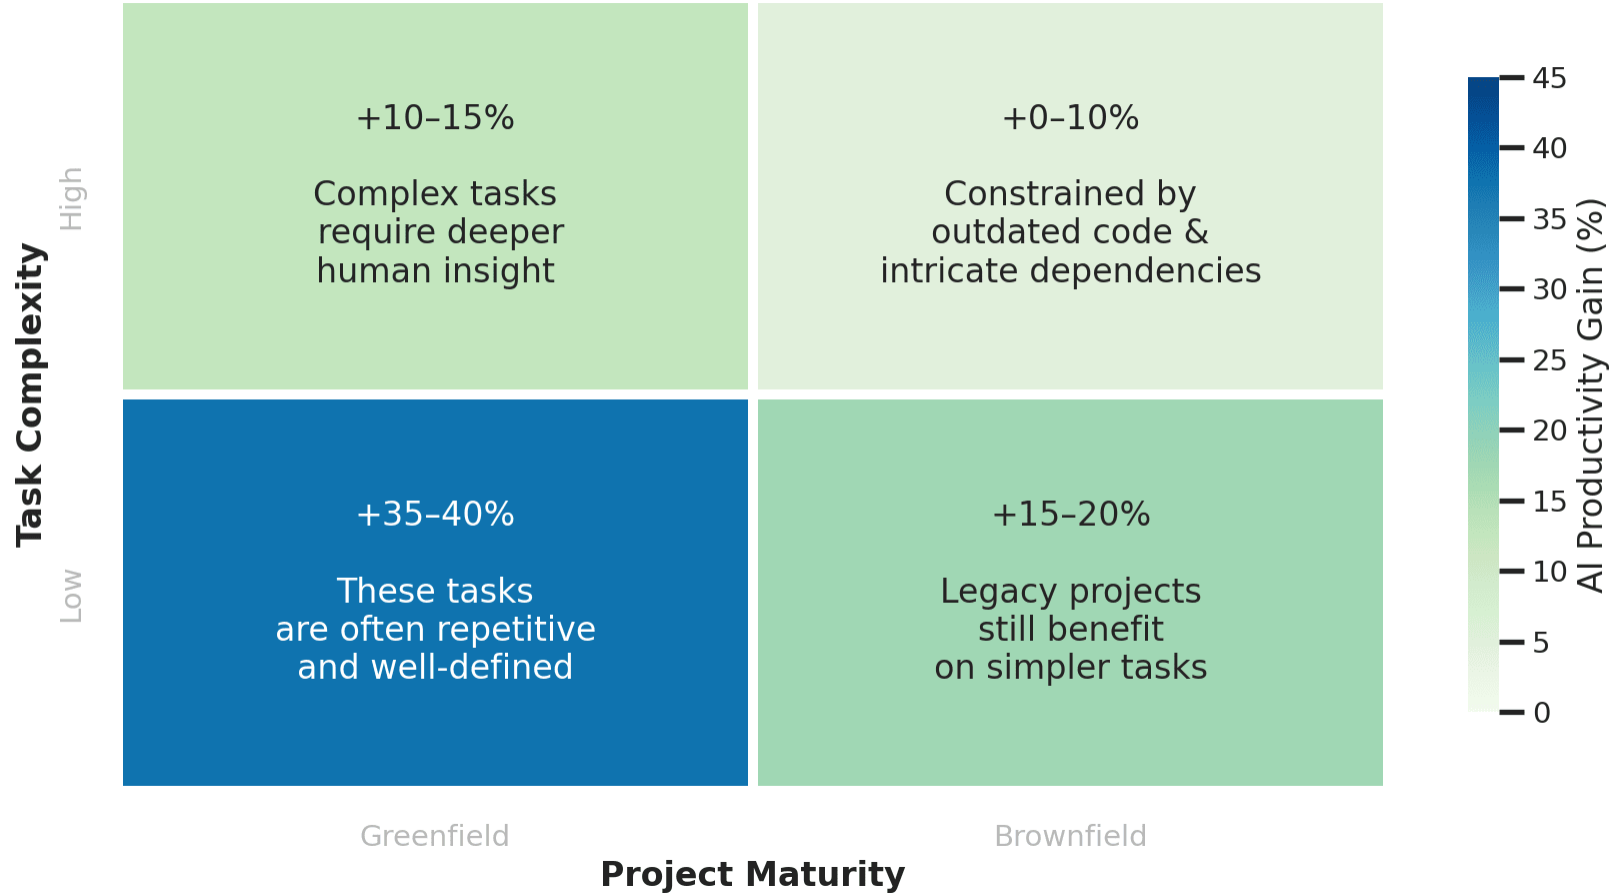 Task Complexity
High
Low
+10–15%
Complex tasks
require deeper
human insight
+0–10%
Constrained by
outdated code &
intricate dependencies
+35–40%
These tasks
are often repetitive
and well-defined
+15–20%
Legacy projects
still benefit
on simpler tasks
Greenfield
Brownfield
Project Maturity
45
40
35
30
25
20
15
10
5
0
AI Productivity Gain (%)